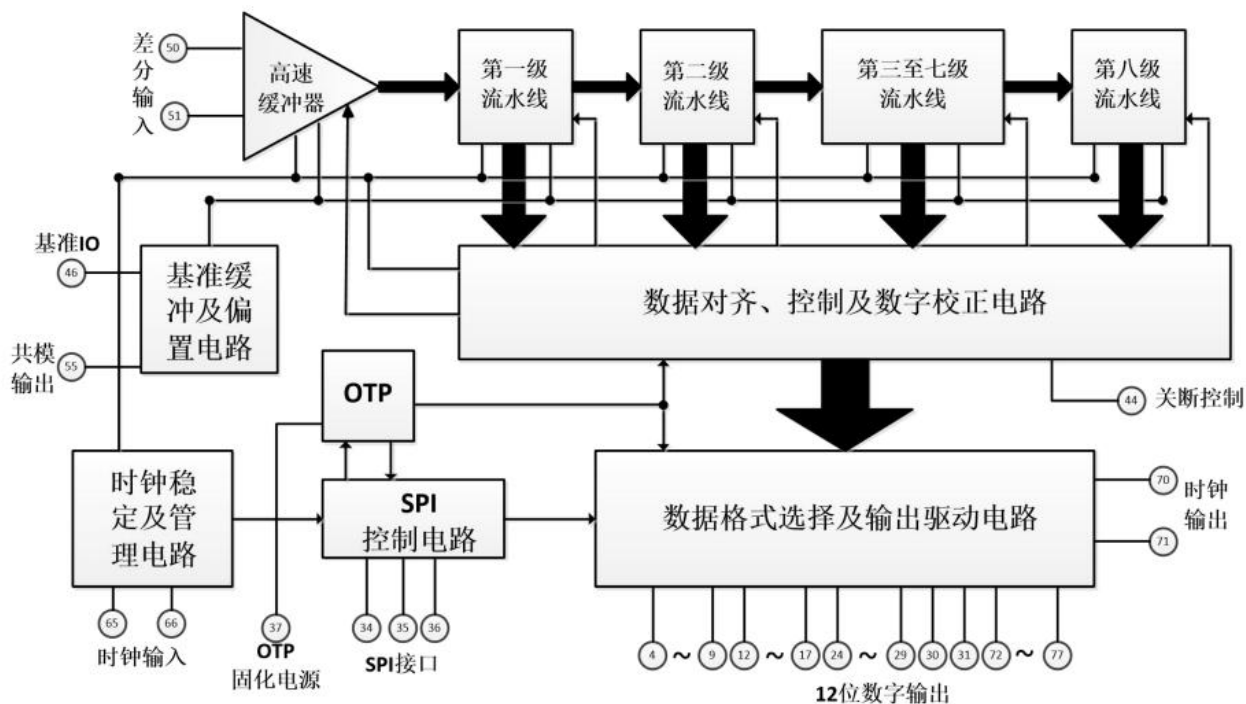 差
分
输
入
50
51
高速
缓冲器
第一级
流水线
第二级
流水线
第三至七级
流水线
第八级
流水线
基准IO
46
共模
输出
55
基准缓
冲及偏
置电路
数据对齐、控制及数字校正电路
OTP
44
关断控制
时钟稳
定及管
理电路
SPI
控制电路
数据格式选择及输出驱动电路
70
时钟
输出
71
65
66
时钟输入
37
OTP
固化电源
34
35
36
SPI接口
4 ~ 9 12 ~ 17 24 ~ 29 30 31 72 ~ 77
12位数字输出